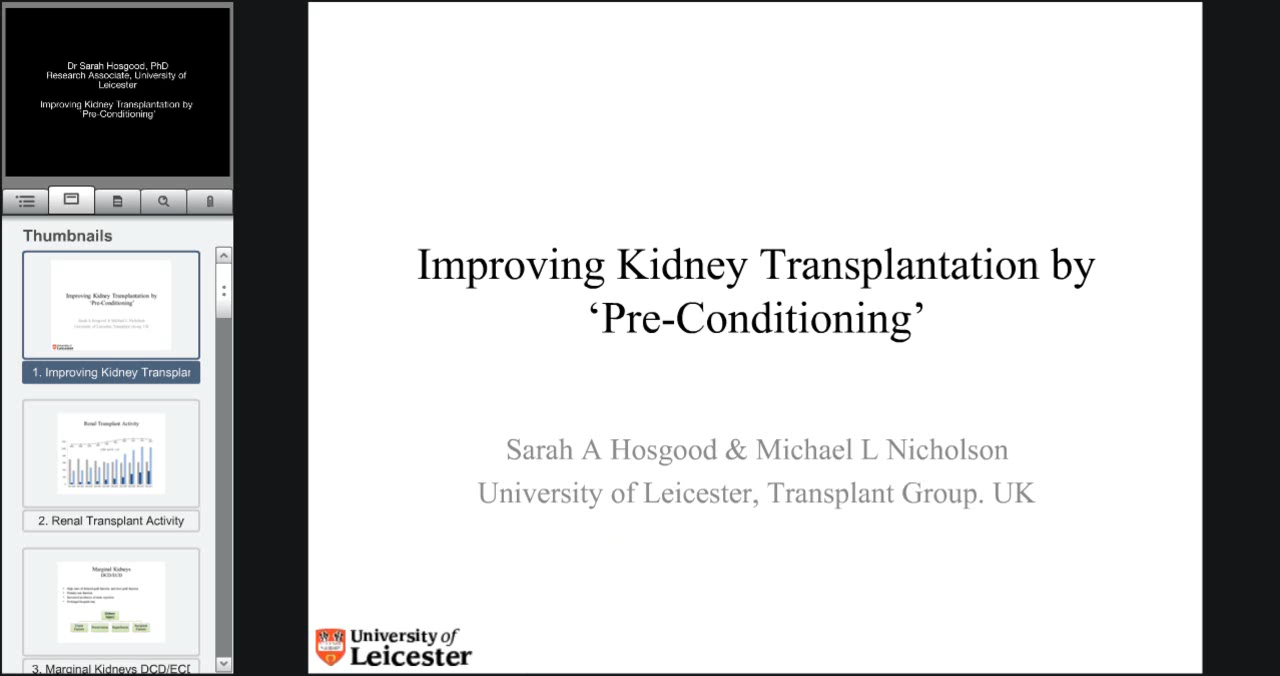 Dr Sarah Hosgood, PhD
Research Associate, University of
Leicester
Improving Kidney Transplantation by
'Pre-Conditioning'
Thumbnails
Improving Kidney Transplantation by
'Pre-Conditioning'
1. Improving Kidney Transplar
Renal Transplant Activity
2. Renal Transplant Activity
Marginal Kidneys
DCD/ECD
3. Marginal Kidneys DCD/ECD
Improving Kidney Transplantation by
‘Pre-Conditioning’
Sarah A Hosgood & Michael L Nicholson
University of Leicester, Transplant Group. UK
University of
Leicester